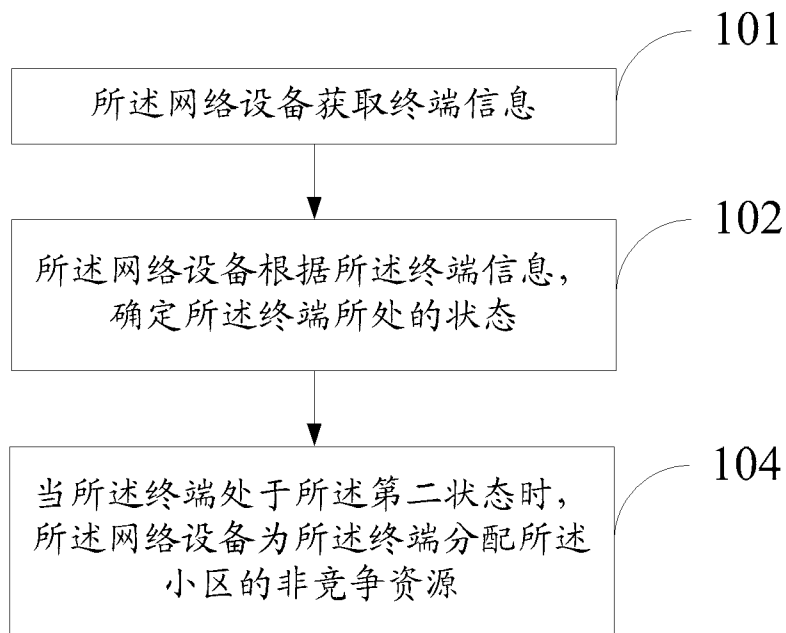 101
所述网络设备获取终端信息
102
所述网络设备根据所述终端信息，
确定所述终端所处的状态
104
当所述终端处于所述第二状态时，
所述网络设备为所述终端分配所述
小区的非竞争资源